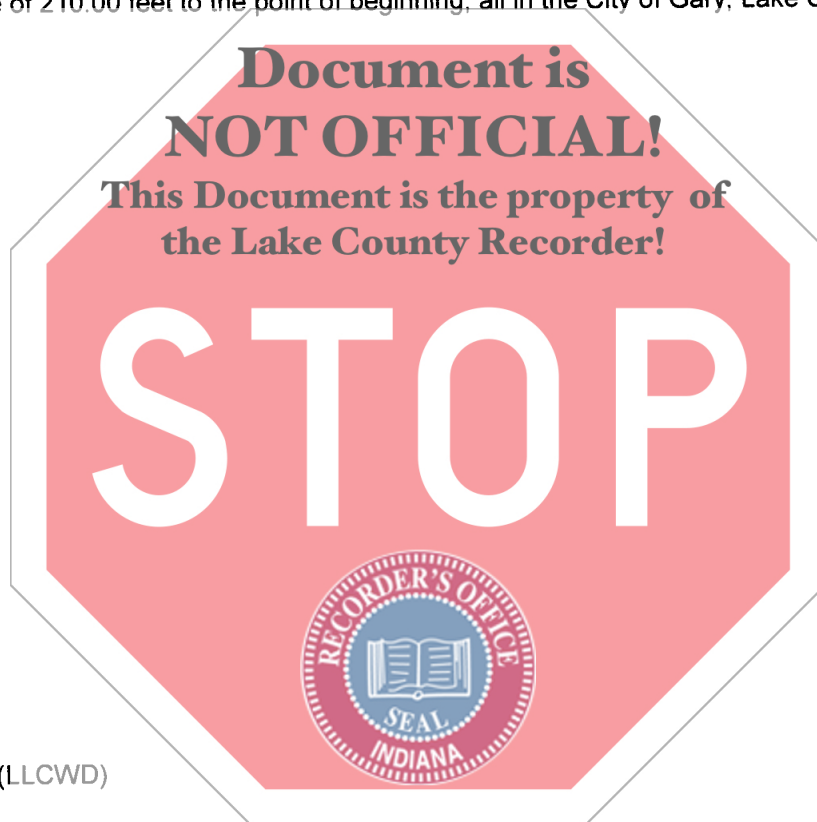 of 210.00 feet to the point of beginning, all in the City of Gary, Lake
Document is
NOT OFFICIAL!
This Document is the property of
the Lake County Recorder!
STOP
RECORDER'S OFFICE
SEAL
INDIANA
(LLCWD)